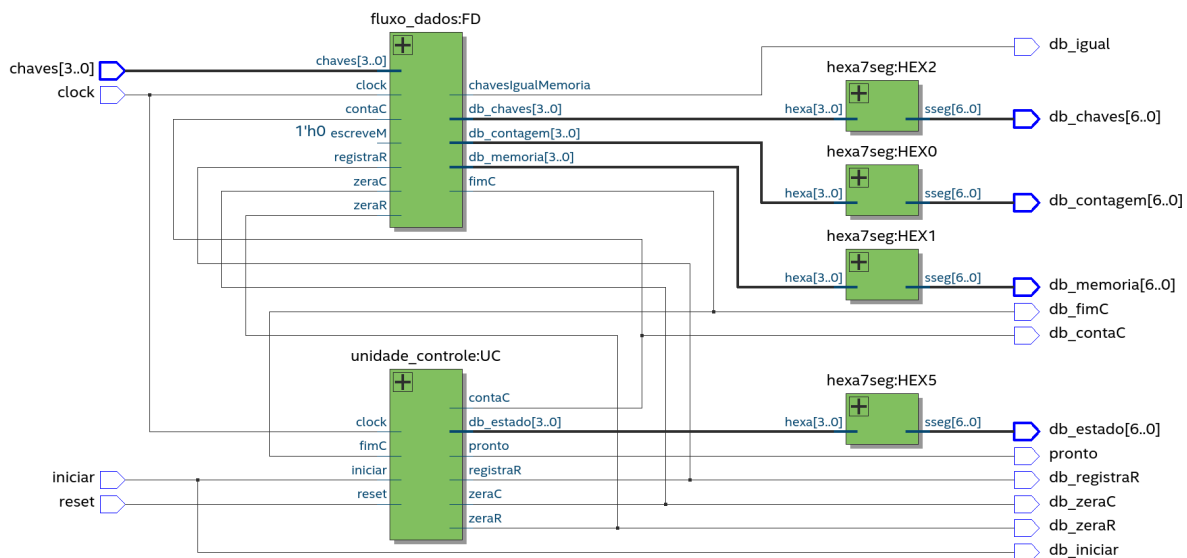 fluxo_dados:FD
chaves[3..0]
clock
chaves[3..0]
clock
contaC
1'h0 escreveM
registraR
zeraC
zeraR
chavesIgualMemoria
db_chaves[3..0]
db_contagem[3..0]
db_memoria[3..0]
fimC
db_igual
hexa7seg:HEX2
hexa[3..0]
sseg[6..0]
db_chaves[6..0]
hexa7seg:HEX0
hexa[3..0]
sseg[6..0]
db_contagem[6..0]
hexa7seg:HEX1
hexa[3..0]
sseg[6..0]
db_memoria[6..0]
db_fimC
db_contaC
unidade_controle:UC
iniciar
reset
clock
fimC
iniciar
reset
contaC
db_estado[3..0]
pronto
registraR
zeraC
zeraR
hexa7seg:HEX5
hexa[3..0]
sseg[6..0]
db_estado[6..0]
pronto
db_registraR
db_zeraC
db_zeraR
db_iniciar